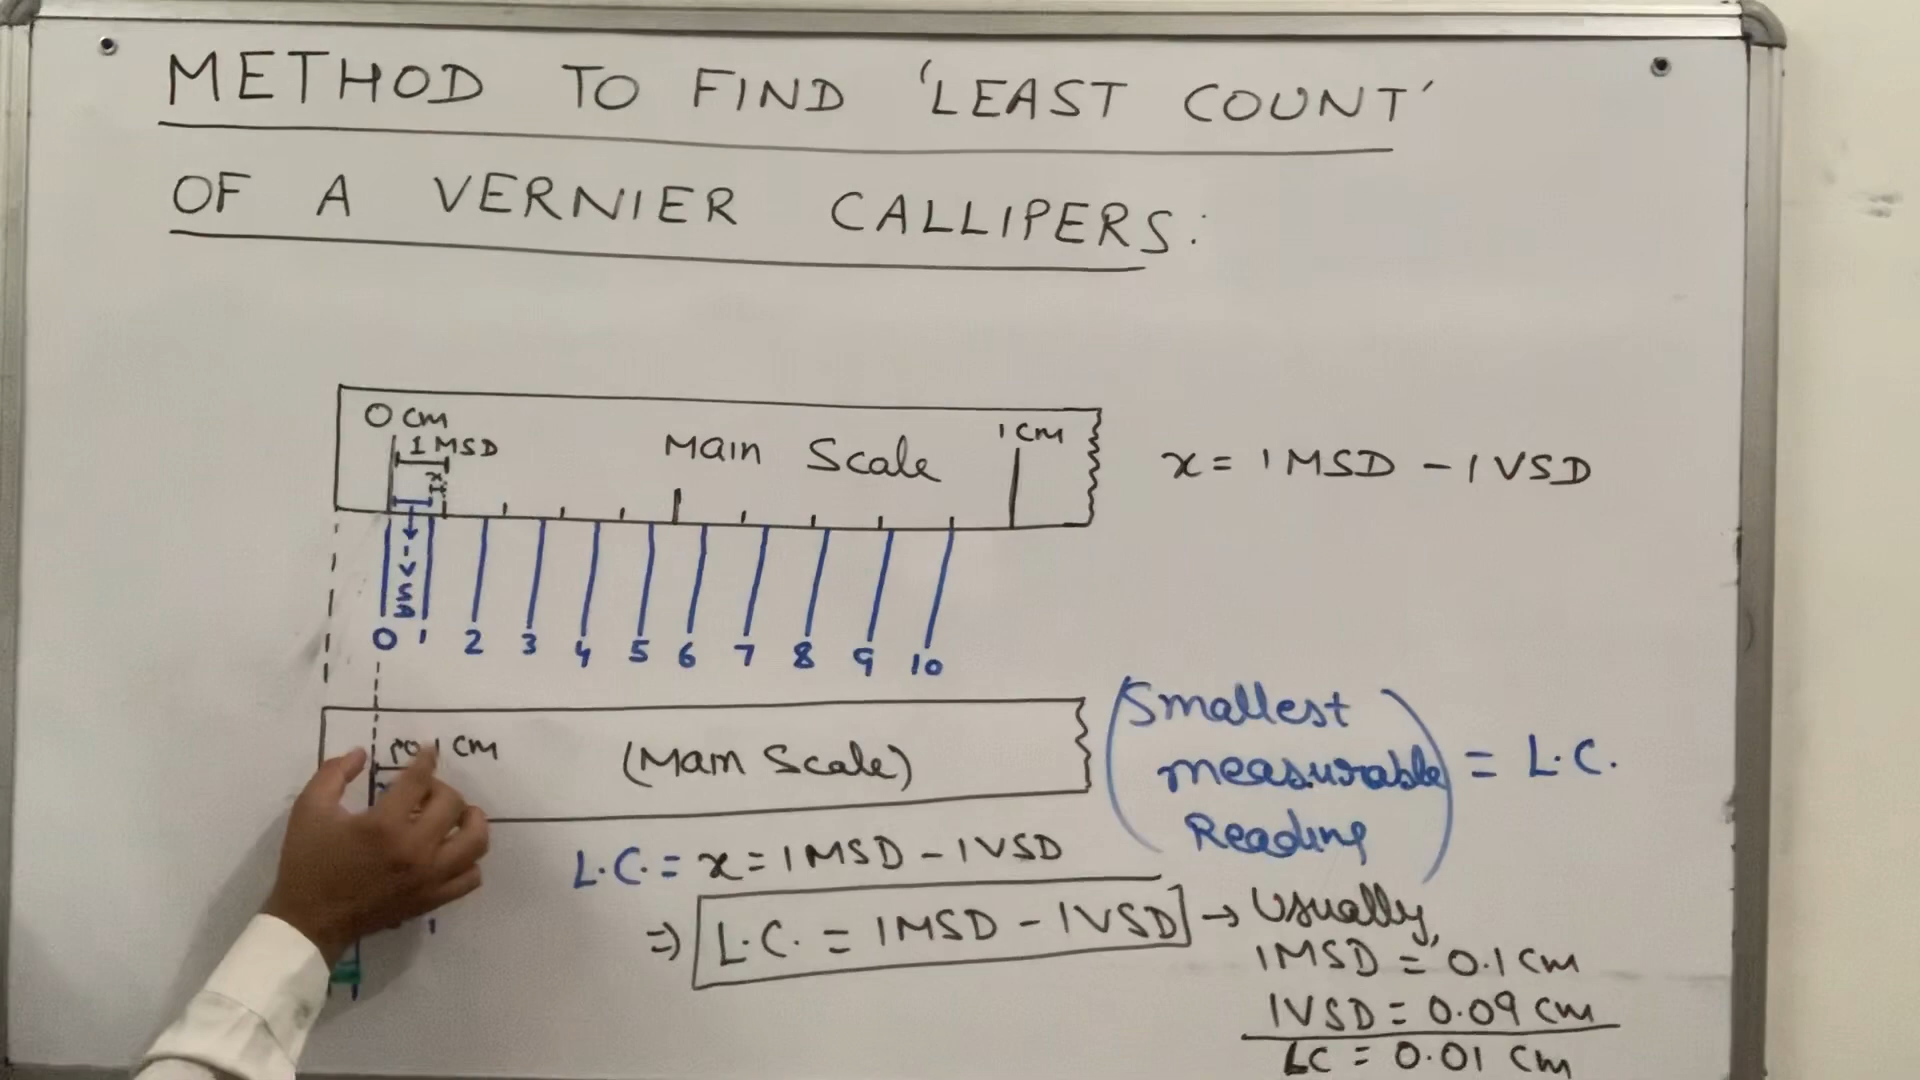 METHOD TO FIND 'LEAST COUNT'
OF A VERNIER CALLIPERS:
0 cm
1 MSD
Main Scale
1 cm
x
x = 1 MSD - 1 VSD
0 1 2 3 4 5 6 7 8 9 10
cm
(Main Scale)
(Smallest
measurable
Reading) = L.C.
L.C. = x = 1 MSD - 1 VSD
⇒ L.C. = 1 MSD - 1 VSD → Usually,
1 MSD = 0.1 cm
1 VSD = 0.09 cm
LC = 0.01 cm
1